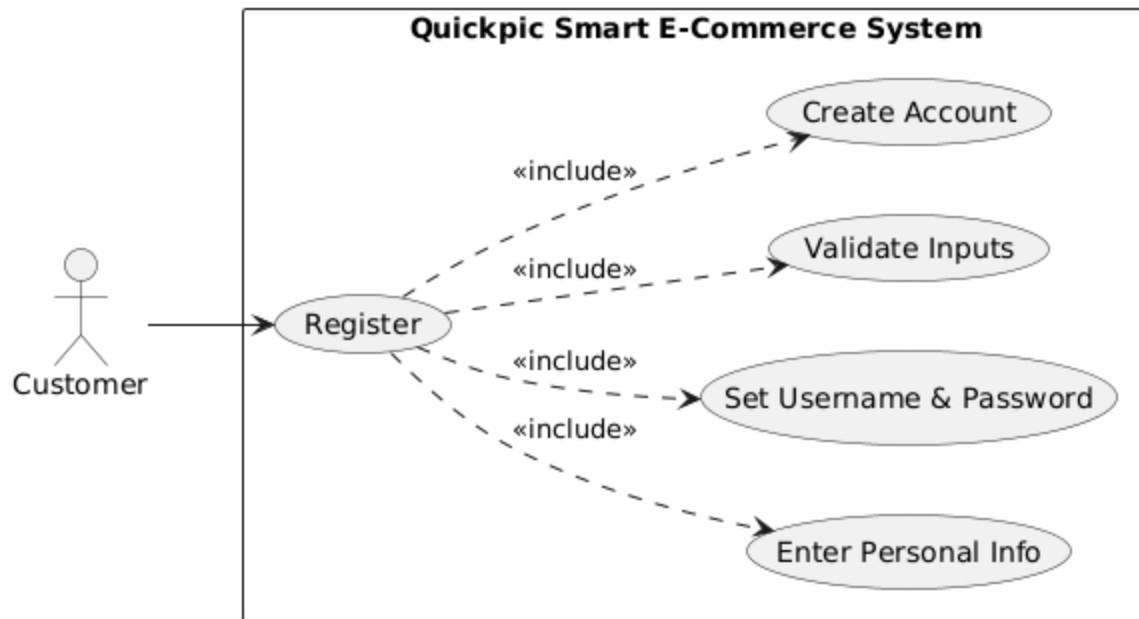 Quickpic Smart E-Commerce System
Create Account
«include»
Validate Inputs
«include»
Register
«include»
Customer
Set Username & Password
«include»
Enter Personal Info